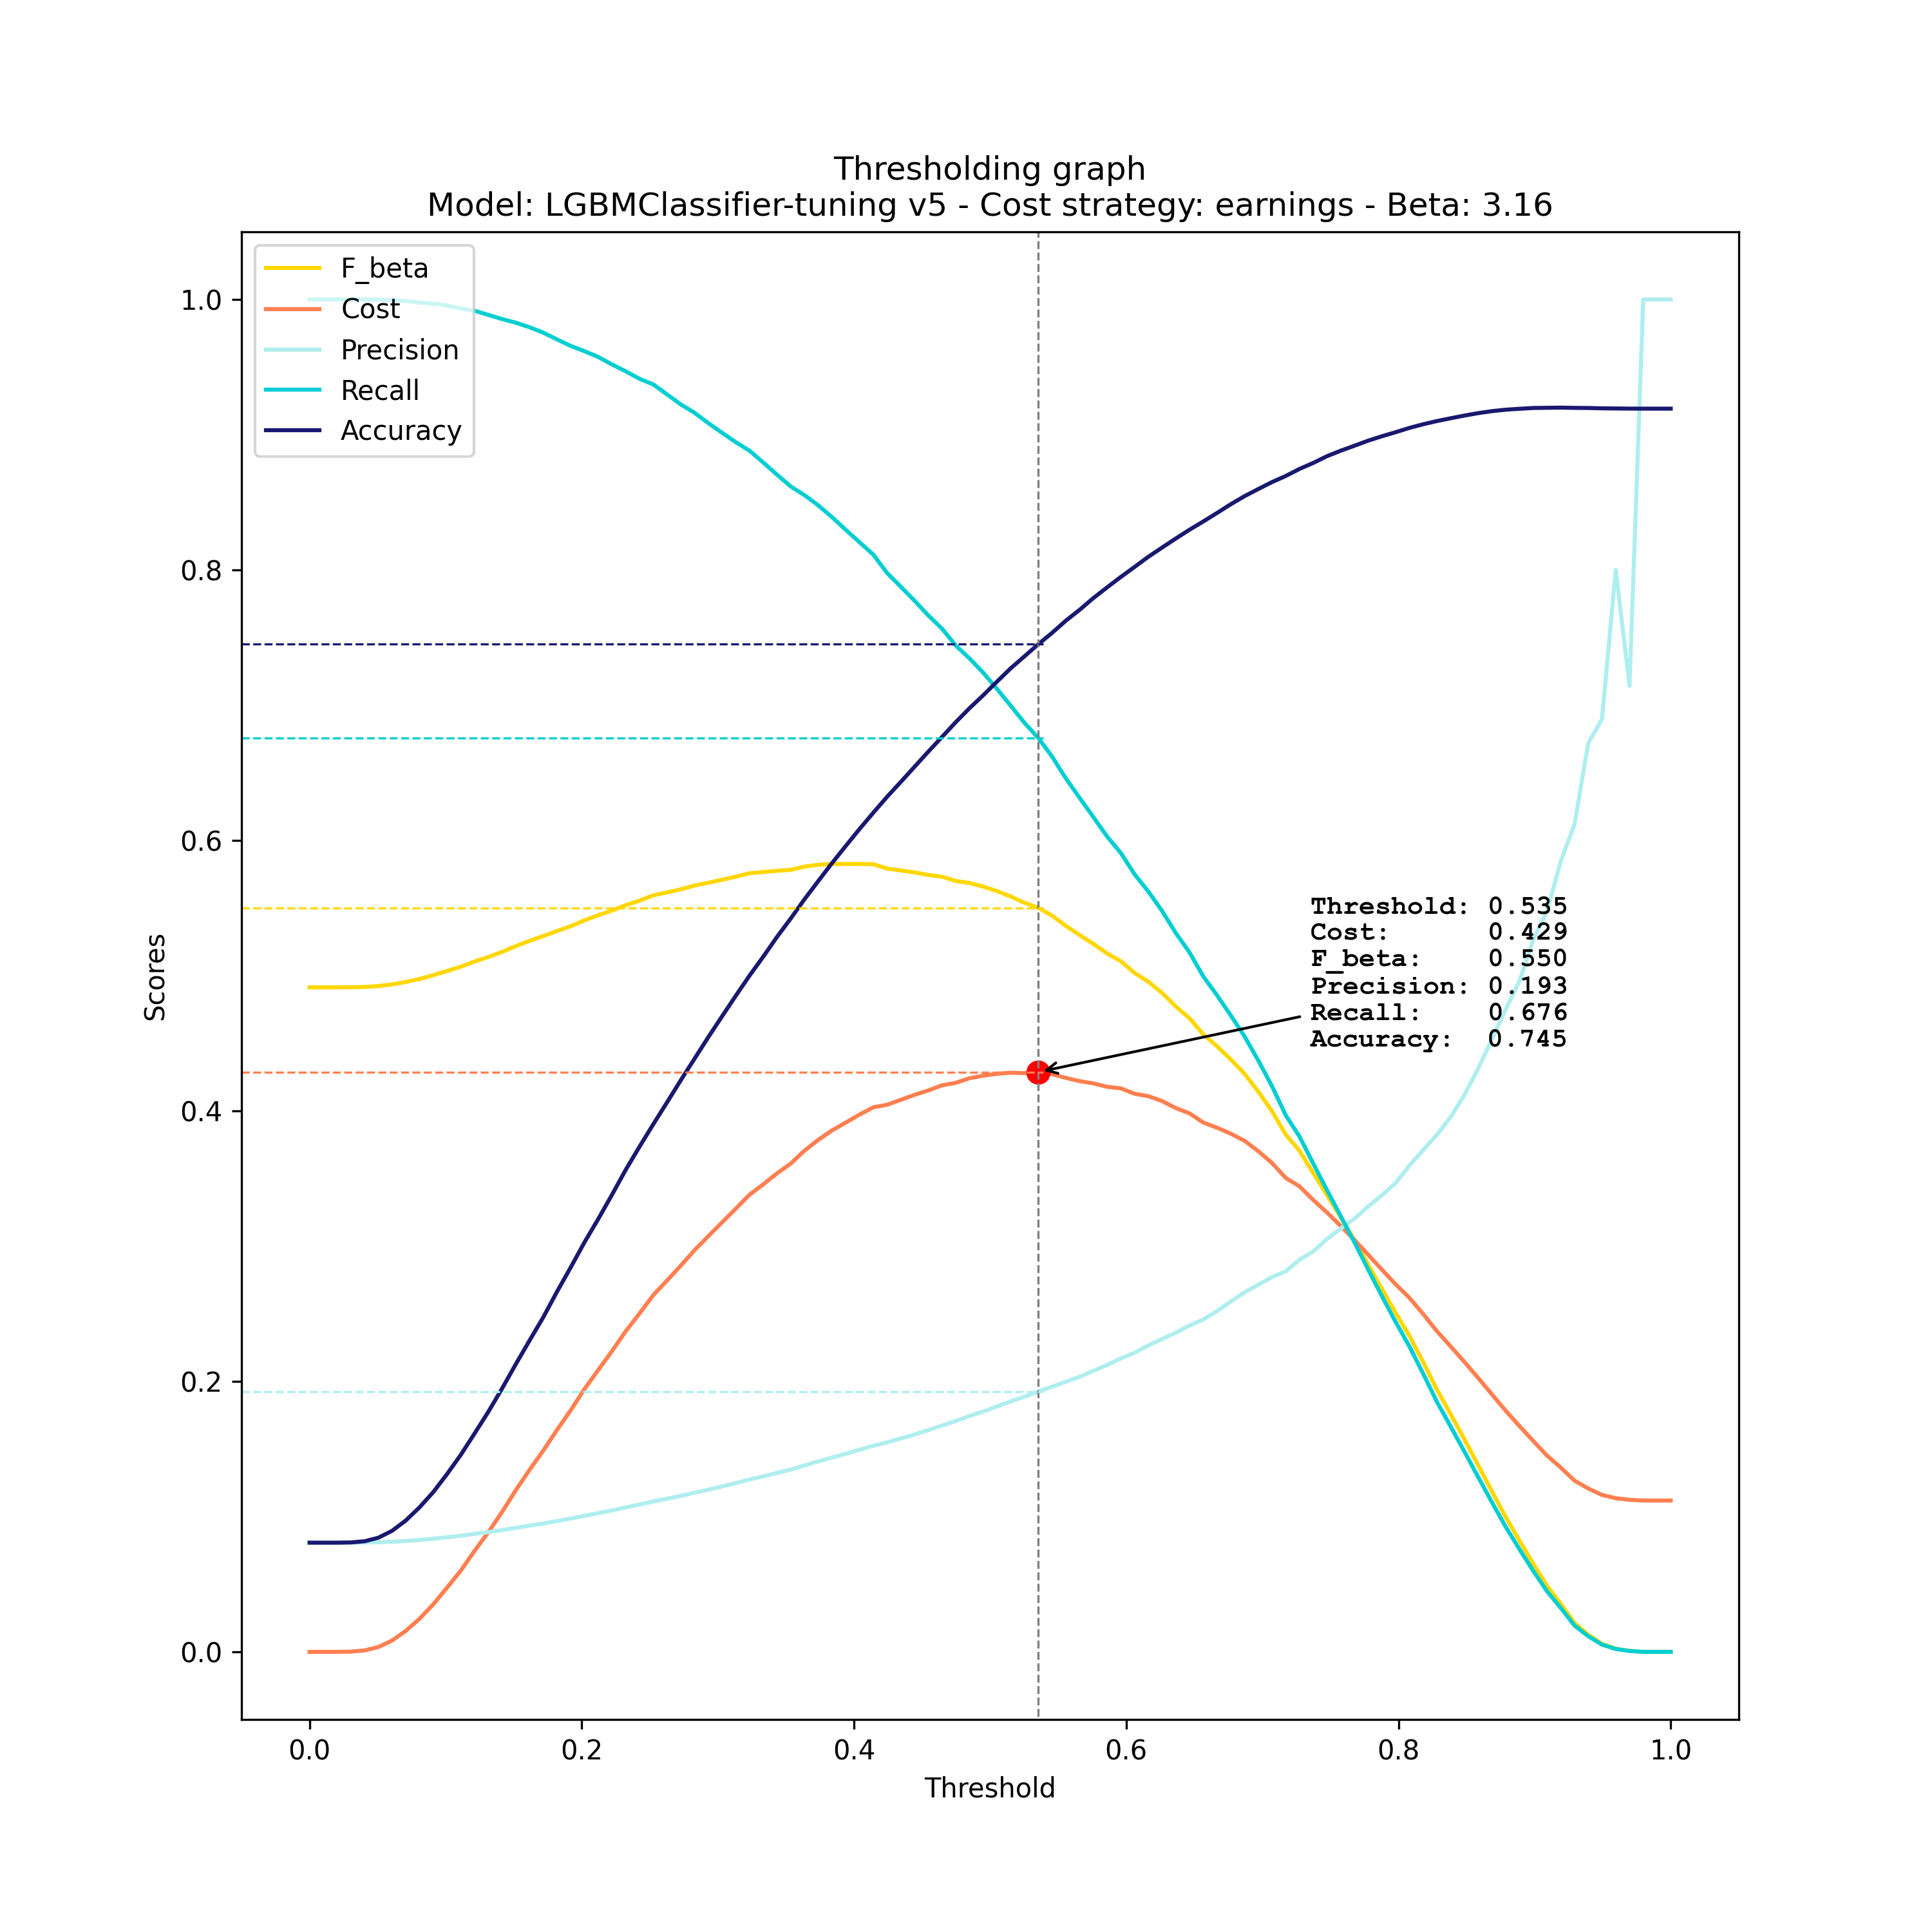 Thresholding graph
Model: LGBMClassifier-tuning v5 - Cost strategy: earnings - Beta: 3.16
F_beta
Cost
Precision
Recall
Accuracy
1.0
0.8
0.6
0.4
0.2
0.0
Scores
Threshold: 0.535
Cost: 0.429
F_beta: 0.550
Precision: 0.193
Recall: 0.676
Accuracy: 0.745
0.0 0.2 0.4 0.6 0.8 1.0
Threshold